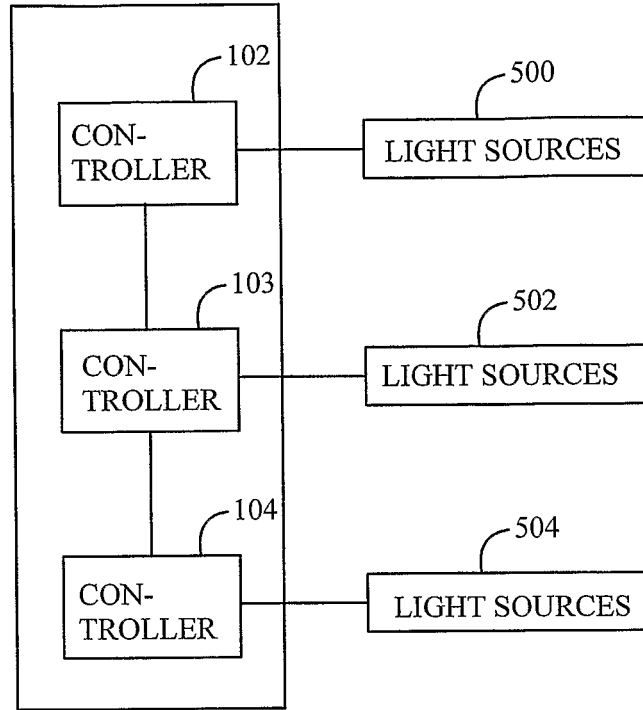 102
500
CON-
TROLLER
LIGHT SOURCES
103
502
CON-
TROLLER
LIGHT SOURCES
104
504
CON-
TROLLER
LIGHT SOURCES